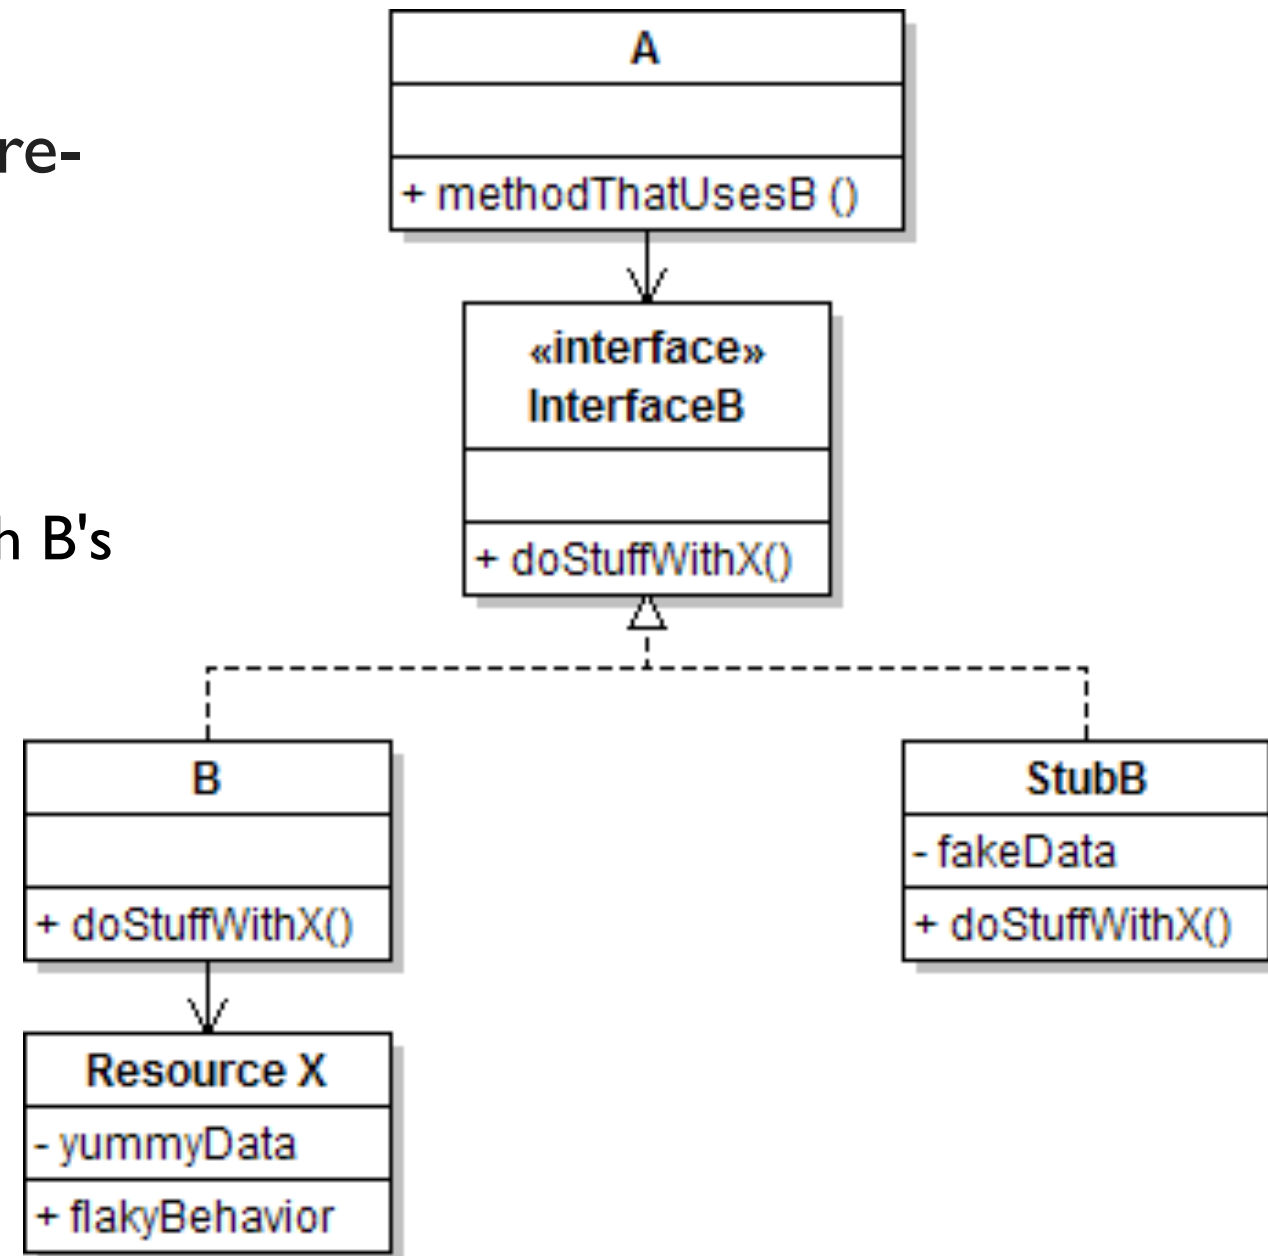 A
re-
+ methodThatUsesB ()
«interface»
InterfaceB
h B's
+ doStuffWithX()
B
StubB
- fakeData
+ doStuffWithX()
+ doStuffWithX()
Resource X
- yummyData
+ flakyBehavior